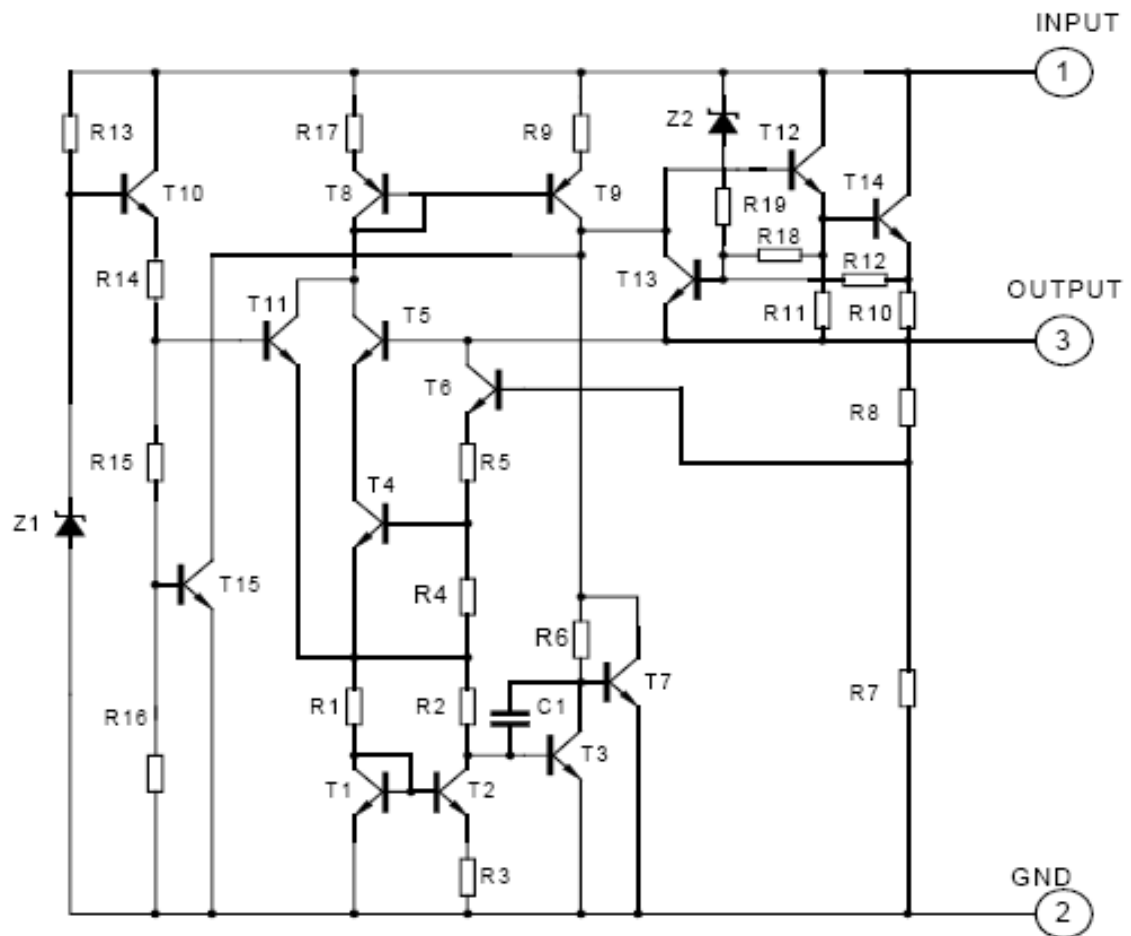 INPUT
1
R13
R17
R9
Z2
T12
T10
T8
T9
T14
R19
R18
R14
T13
R12
T11
T5
R11
R10
OUTPUT
3
T6
R8
R15
R5
T4
Z1
T15
R4
R6
T7
R1
R2
C1
R7
R16
T3
T1
T2
R3
GND
2